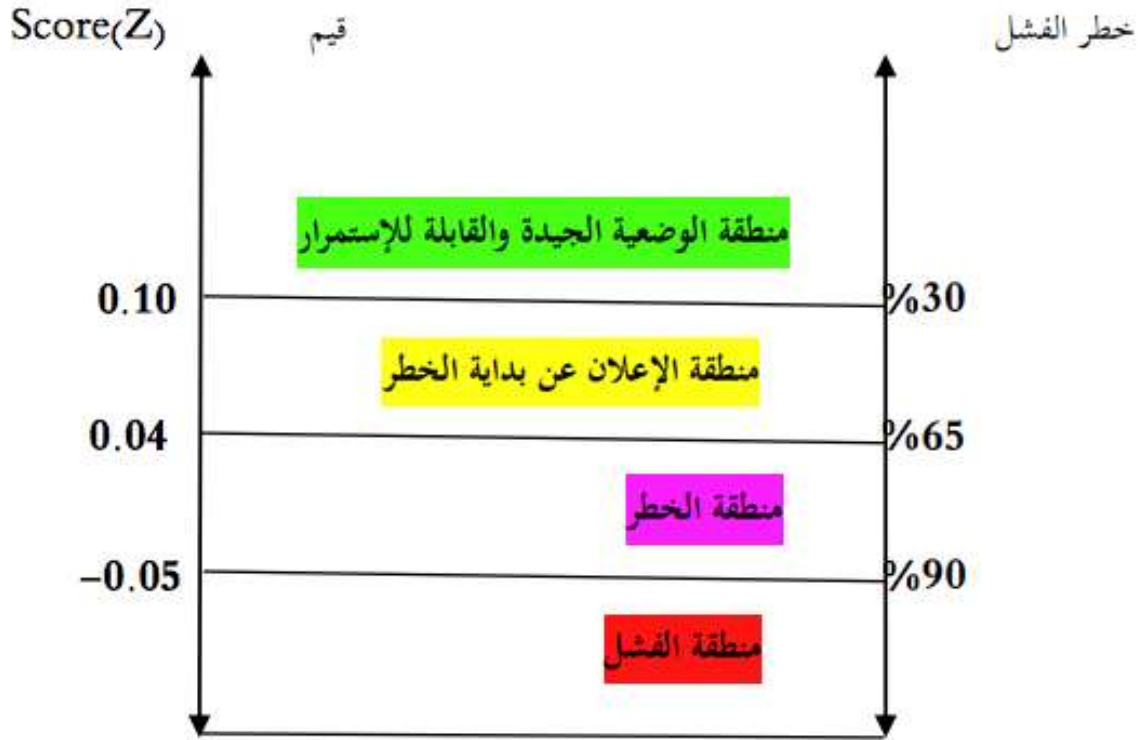 خطر الفشل
قيم
Score(Z)
منطقة الوضعية الجيدة والقابلة للإستمرار
%30
0.10
منطقة الإعلان عن بداية الخطر
%65
0.04
منطقة الخطر
%90
-0.05
منطقة الفشل